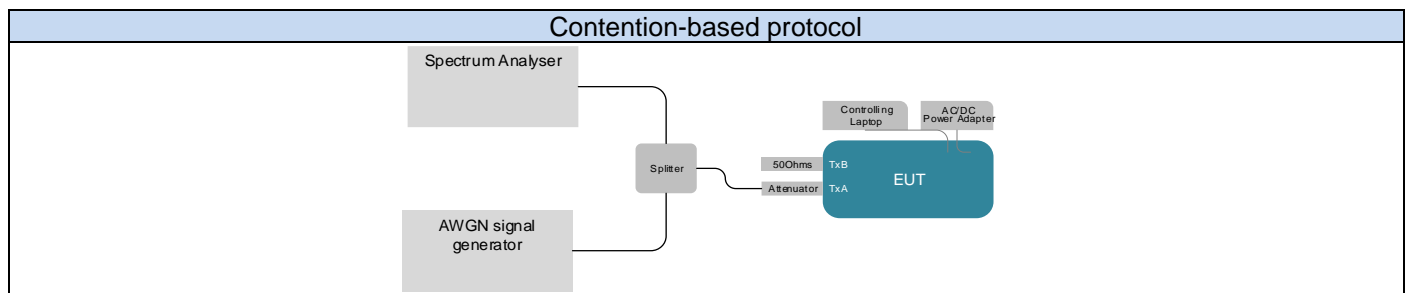 Contention-based protocol
Spectrum Analyser
Controlling
Laptop
AC/DC
Power Adapter
Splitter
50Ohms
TxB
EUT
Attenuator
TxA
AWGN signal
generator